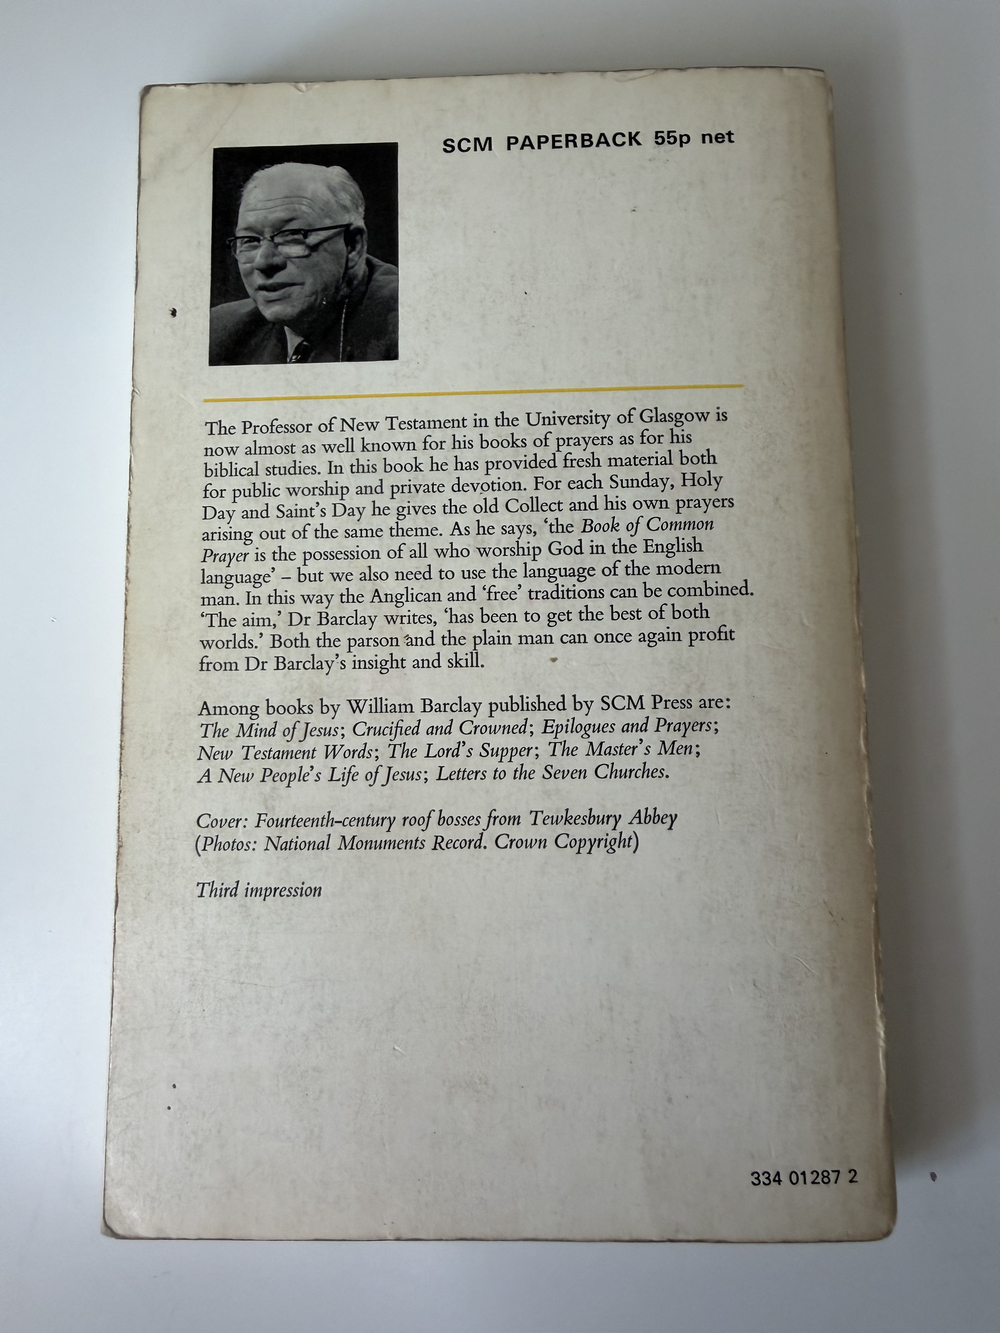 SCM PAPERBACK 55p net
The Professor of New Testament in the University of Glasgow is
now almost as well known for his books of prayers as for his
biblical studies. In this book he has provided fresh material both
for public worship and private devotion. For each Sunday, Holy
Day and Saint's Day he gives the old Collect and his own prayers
arising out of the same theme. As he says, 'the Book of Common
Prayer is the possession of all who worship God in the English
language' – but we also need to use the language of the modern
man. In this way the Anglican and 'free' traditions can be combined.
'The aim,' Dr Barclay writes, 'has been to get the best of both
worlds.' Both the parson and the plain man can once again profit
from Dr Barclay's insight and skill.
Among books by William Barclay published by SCM Press are:
The Mind of Jesus; Crucified and Crowned; Epilogues and Prayers;
New Testament Words; The Lord's Supper; The Master's Men;
A New People's Life of Jesus; Letters to the Seven Churches.
Cover: Fourteenth-century roof bosses from Tewkesbury Abbey
(Photos: National Monuments Record. Crown Copyright)
Third impression
334 01287 2